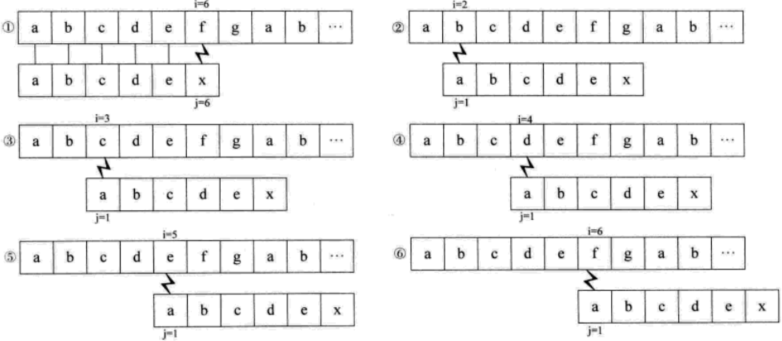 i=6
① a b c d e f g a b ···
a b c d e x
j=6
i=2
② a b c d e f g a b ···
a b c d e x
j=1
i=3
③ a b c d e f g a b ···
a b c d e x
j=1
i=4
④ a b c d e f g a b ···
a b c d e x
j=1
i=5
⑤ a b c d e f g a b ···
a b c d e x
j=1
i=6
⑥ a b c d e f g a b ···
a b c d e x
j=1